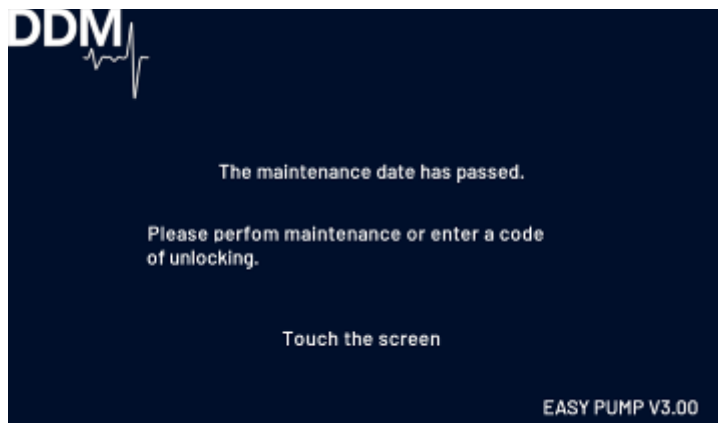 DDM
The maintenance date has passed.
Please perfom maintenance or enter a code
of unlocking.
Touch the screen
EASY PUMP V3.00